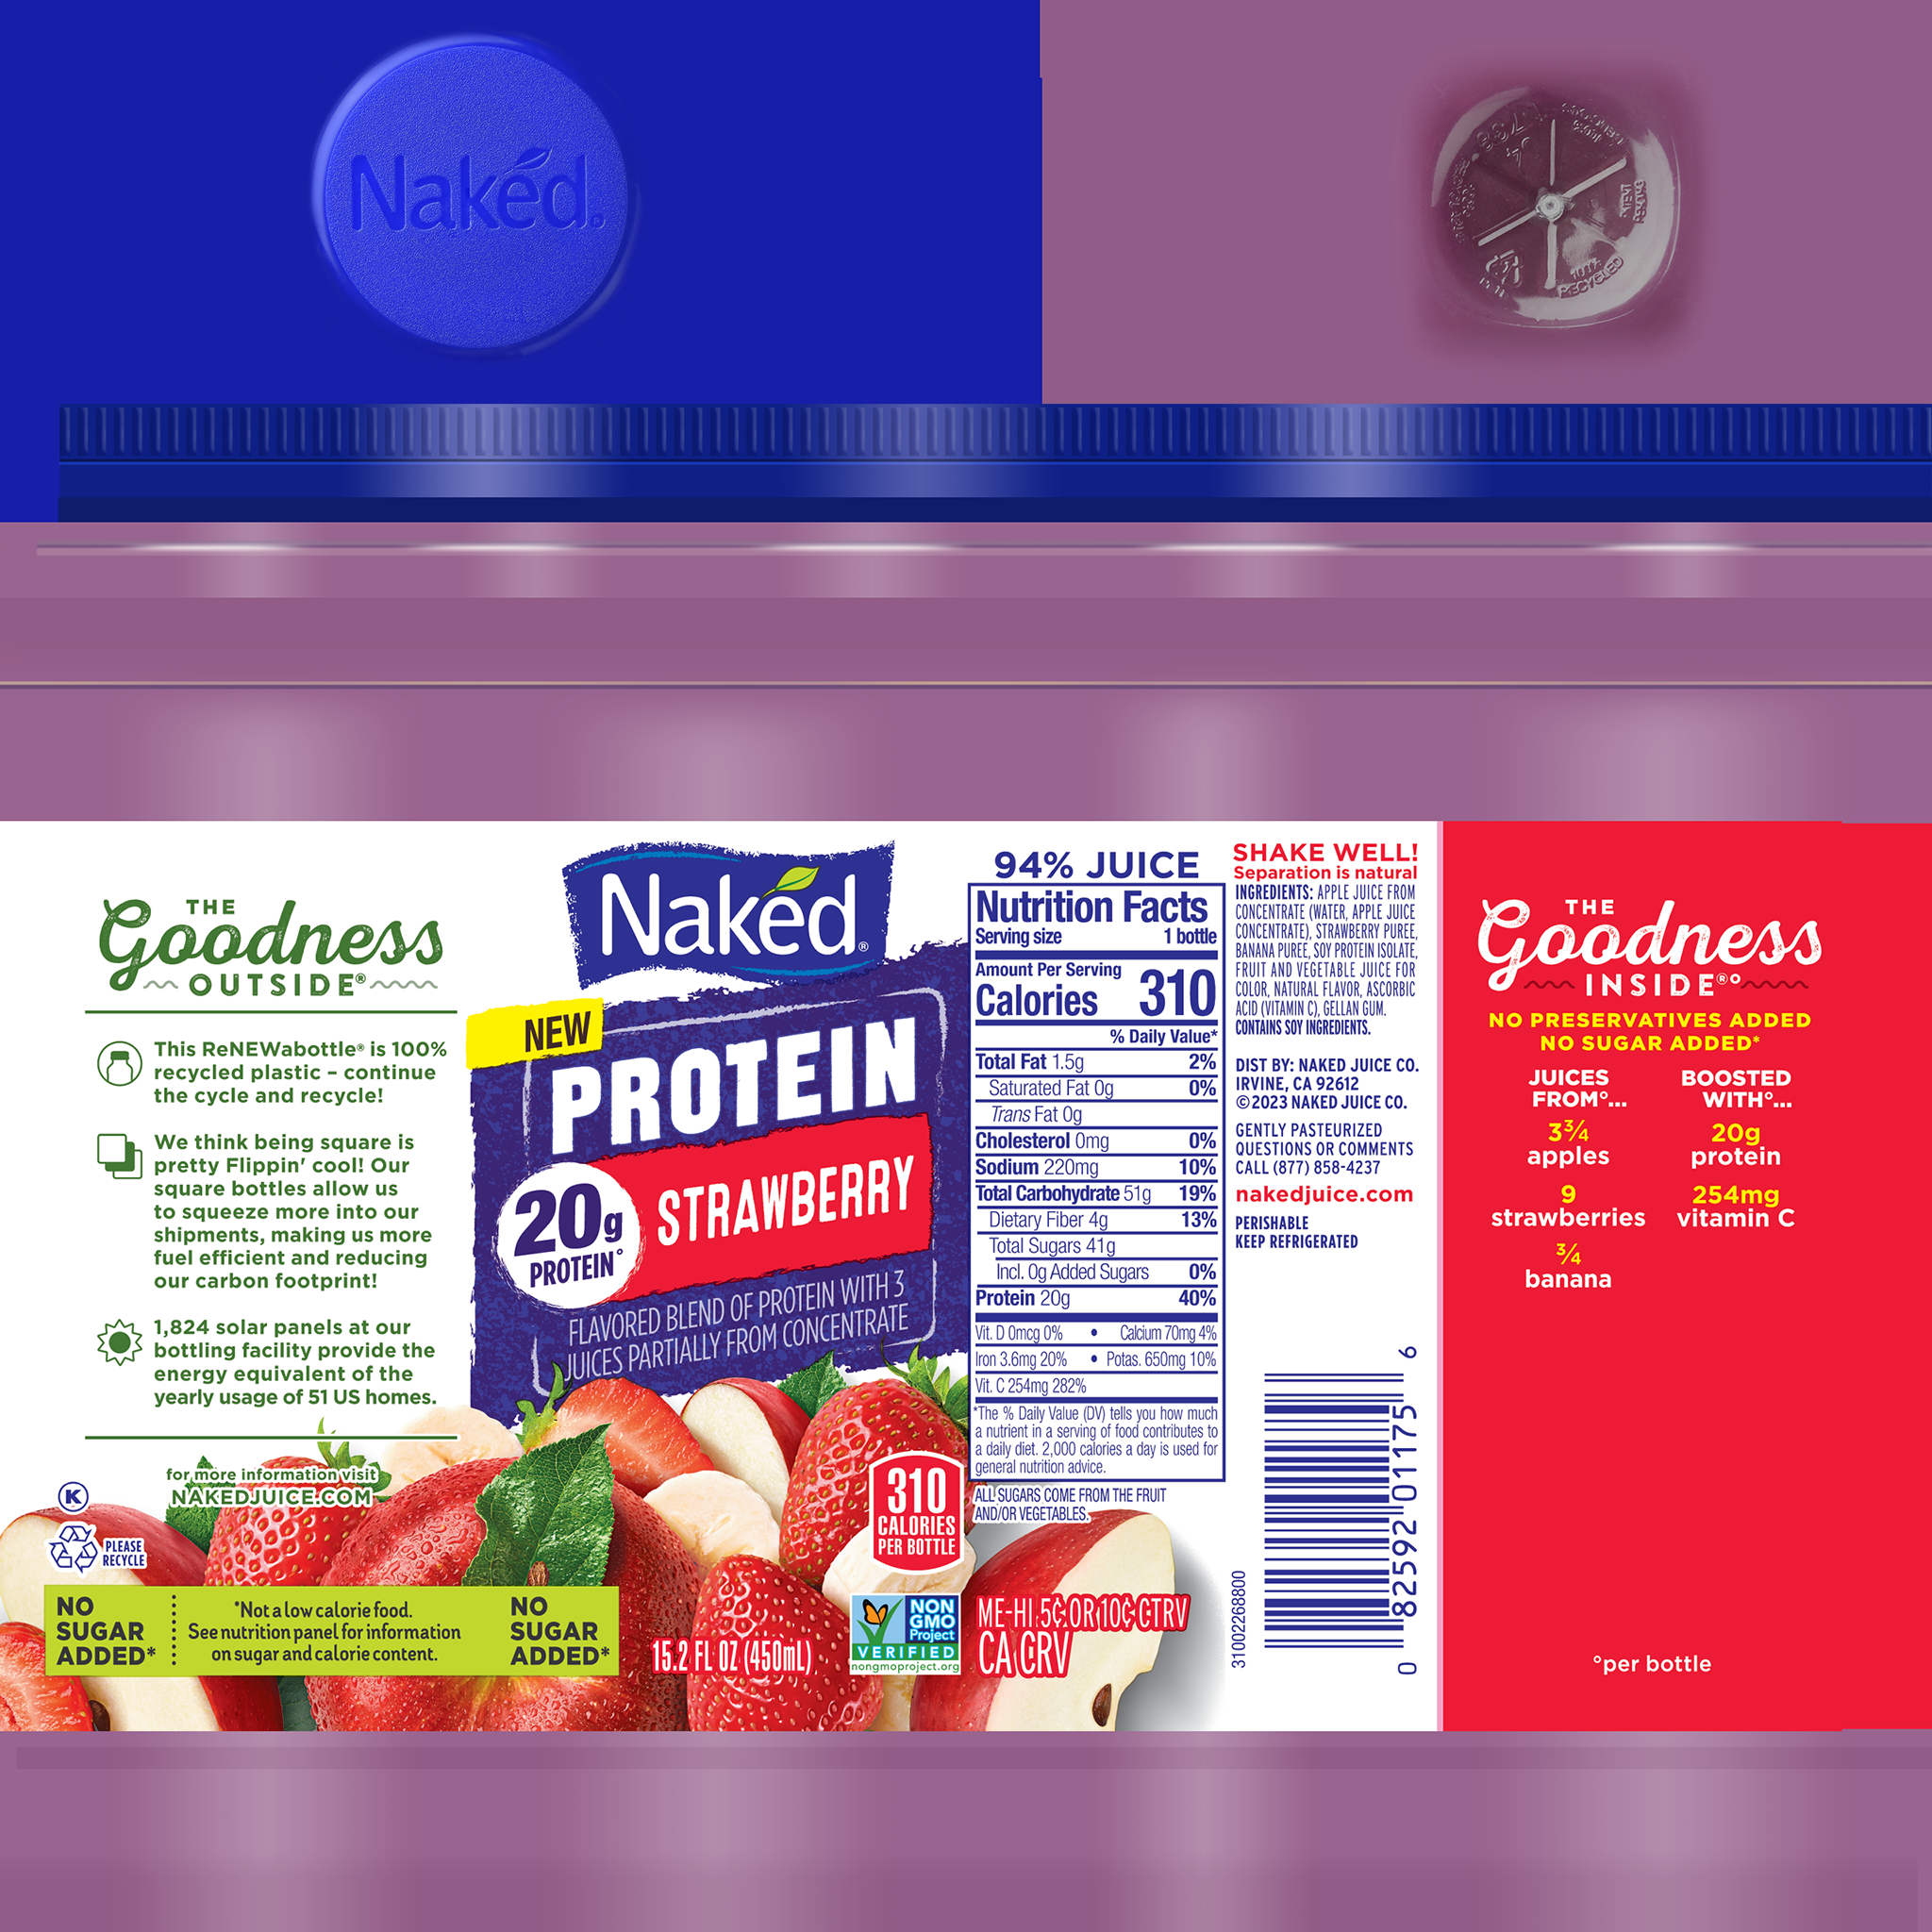 Naked®
100%
RECYCLED
THE
Goodness
OUTSIDE®
This ReNEWabottle® is 100%
recycled plastic – continue
the cycle and recycle!
We think being square is
pretty Flippin' cool! Our
square bottles allow us
to squeeze more into our
shipments, making us more
fuel efficient and reducing
our carbon footprint!
1,824 solar panels at our
bottling facility provide the
energy equivalent of the
yearly usage of 51 US homes.
for more information visit
NAKEDJUICE.COM
K
PLEASE
RECYCLE
NO
SUGAR
ADDED*
*Not a low calorie food.
See nutrition panel for information
on sugar and calorie content.
NO
SUGAR
ADDED*
Naked®
NEW
PROTEIN
20g
PROTEIN°
STRAWBERRY
FLAVORED BLEND OF PROTEIN WITH 3
JUICES PARTIALLY FROM CONCENTRATE
310
CALORIES
PER BOTTLE
15.2 FL OZ (450mL)
NON
GMO
Project
VERIFIED
nongmoproject.org
94% JUICE
Nutrition Facts
Serving size 1 bottle
Amount Per Serving
Calories 310
% Daily Value*
Total Fat 1.5g 2%
Saturated Fat 0g 0%
Trans Fat 0g
Cholesterol 0mg 0%
Sodium 220mg 10%
Total Carbohydrate 51g 19%
Dietary Fiber 4g 13%
Total Sugars 41g
Incl. 0g Added Sugars 0%
Protein 20g 40%
Vit. D 0mcg 0% • Calcium 70mg 4%
Iron 3.6mg 20% • Potas. 650mg 10%
Vit. C 254mg 282%
*The % Daily Value (DV) tells you how much
a nutrient in a serving of food contributes to
a daily diet. 2,000 calories a day is used for
general nutrition advice.
ALL SUGARS COME FROM THE FRUIT
AND/OR VEGETABLES.
ME-HI 5¢ OR 10¢ CTRV
CA CRV
SHAKE WELL!
Separation is natural
INGREDIENTS: APPLE JUICE FROM
CONCENTRATE (WATER, APPLE JUICE
CONCENTRATE), STRAWBERRY PUREE,
BANANA PUREE, SOY PROTEIN ISOLATE,
FRUIT AND VEGETABLE JUICE FOR
COLOR, NATURAL FLAVOR, ASCORBIC
ACID (VITAMIN C), GELLAN GUM.
CONTAINS SOY INGREDIENTS.
DIST BY: NAKED JUICE CO.
IRVINE, CA 92612
©2023 NAKED JUICE CO.
GENTLY PASTEURIZED
QUESTIONS OR COMMENTS
CALL (877) 858-4237
nakedjuice.com
PERISHABLE
KEEP REFRIGERATED
31002268800
0 82592 01175 6
THE
Goodness
INSIDE®°
NO PRESERVATIVES ADDED
NO SUGAR ADDED*
JUICES
FROM°...
3¾
apples
9
strawberries
¾
banana
BOOSTED
WITH°...
20g
protein
254mg
vitamin C
°per bottle